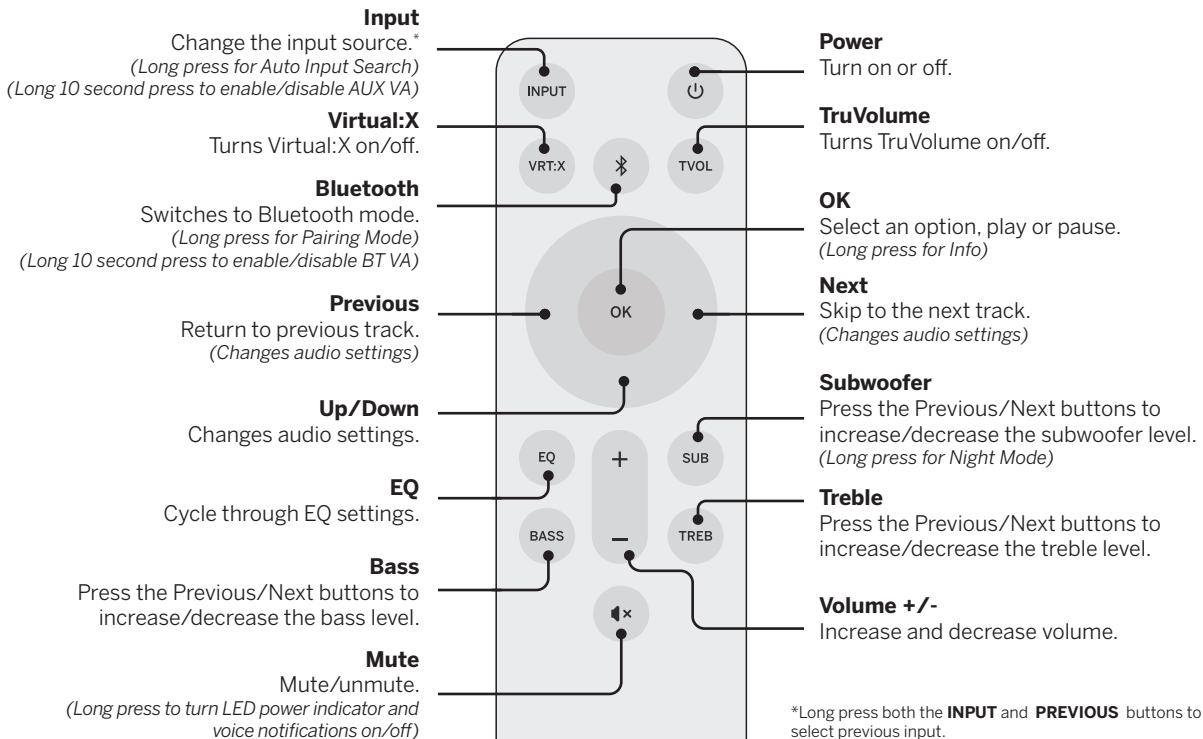 Input
Change the input source.*
(Long press for Auto Input Search)
(Long 10 second press to enable/disable AUX VA)
Virtual:X
Turns Virtual:X on/off.
Bluetooth
Switches to Bluetooth mode.
(Long press for Pairing Mode)
(Long 10 second press to enable/disable BT VA)
Previous
Return to previous track.
(Changes audio settings)
Up/Down
Changes audio settings.
EQ
Cycle through EQ settings.
Bass
Press the Previous/Next buttons to
increase/decrease the bass level.
Mute
Mute/unmute.
(Long press to turn LED power indicator and
voice notifications on/off)
INPUT
VRT:X
TVOL
OK
EQ
+
SUB
BASS
–
TREB
Power
Turn on or off.
TruVolume
Turns TruVolume on/off.
OK
Select an option, play or pause.
(Long press for Info)
Next
Skip to the next track.
(Changes audio settings)
Subwoofer
Press the Previous/Next buttons to
increase/decrease the subwoofer level.
(Long press for Night Mode)
Treble
Press the Previous/Next buttons to
increase/decrease the treble level.
Volume +/-
Increase and decrease volume.
*Long press both the INPUT and PREVIOUS buttons to
select previous input.